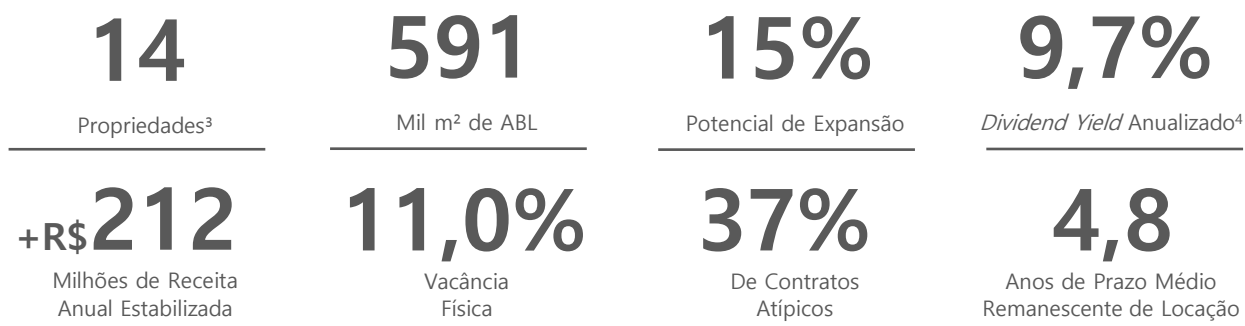 14
Propriedades³
591
Mil m² de ABL
15%
Potencial de Expansão
9,7%
Dividend Yield Anualizado⁴
+R$212
Milhões de Receita
Anual Estabilizada
11,0%
Vacância
Física
37%
De Contratos
Atípicos
4,8
Anos de Prazo Médio
Remanescente de Locação